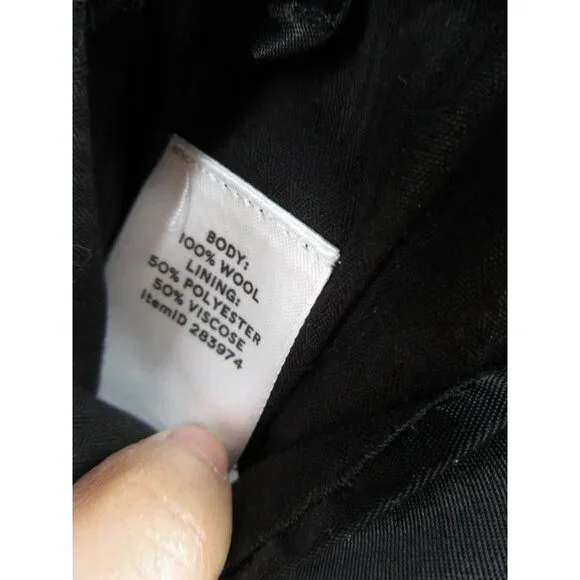 BODY:
100% WOOL
LINING:
50% POLYESTER
50% VISCOSE
ItemID 283974